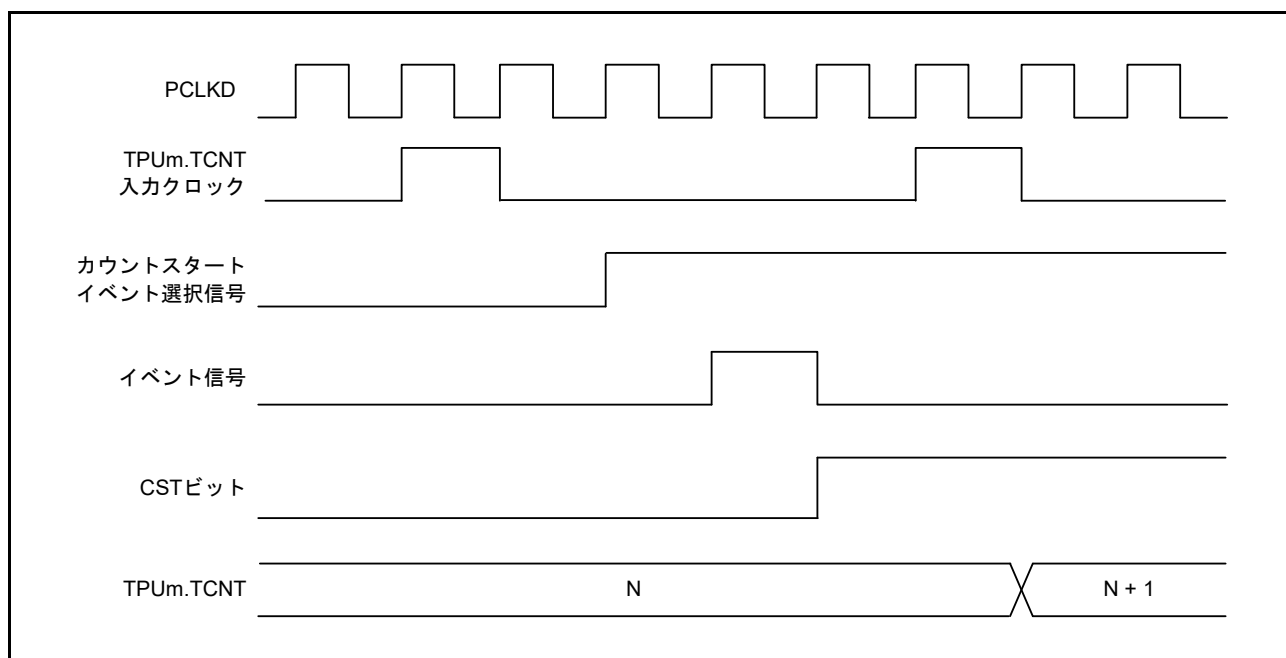 PCLKD
TPUm.TCNT
入力クロック
カウントスタート
イベント選択信号
イベント信号
CSTビット
TPUm.TCNT
N
N + 1